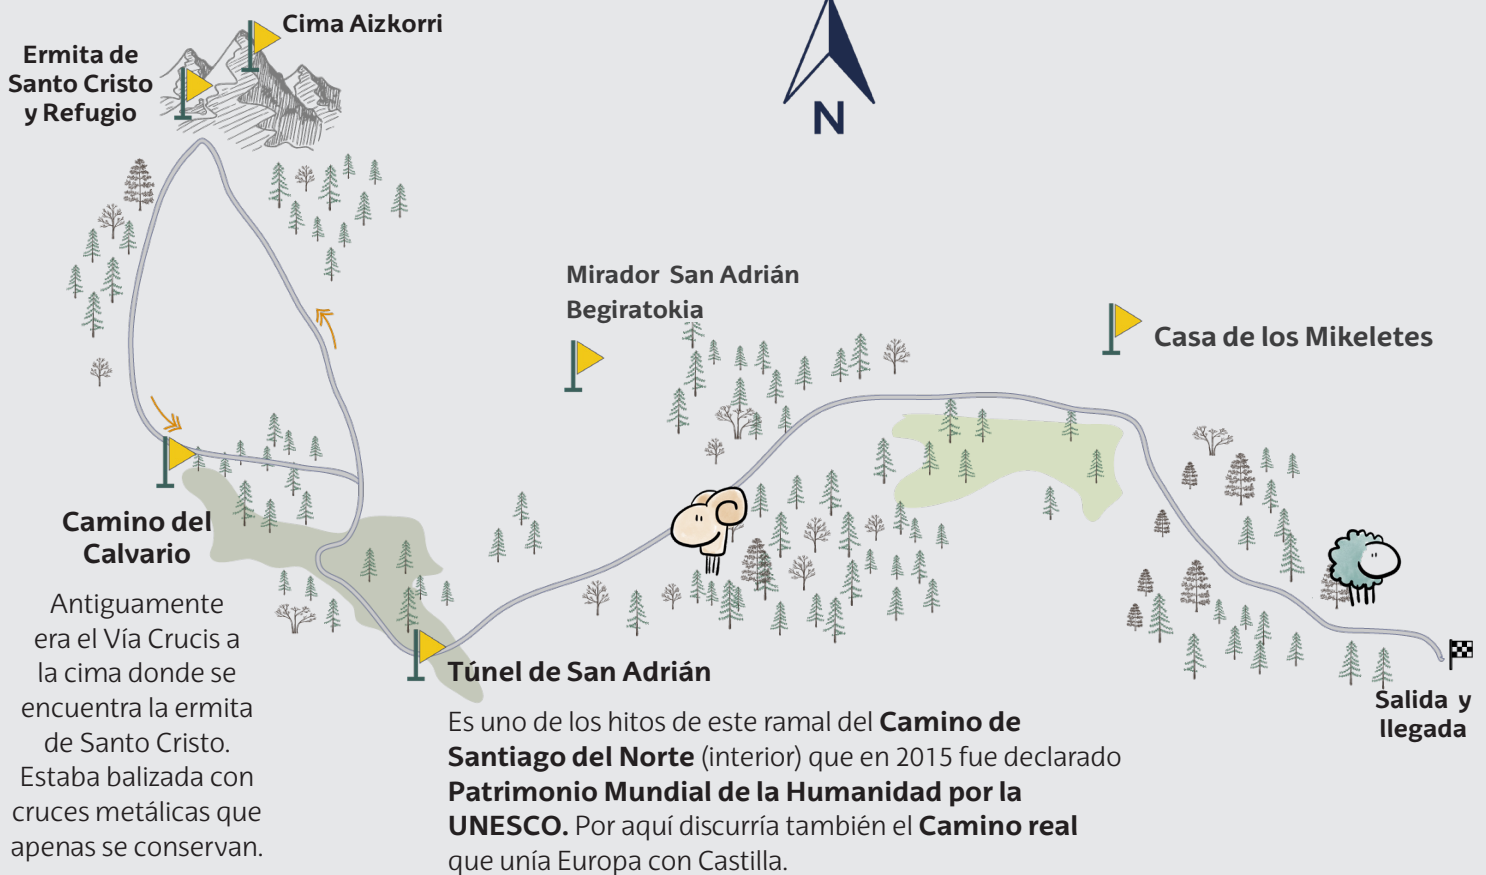 Cima Aizkorri
Ermita de
Santo Cristo
y Refugio
N
Mirador San Adrián
Begiratokia
Casa de los Mikeletes
Camino del
Calvario
Antiguamente
era el Vía Crucis a
la cima donde se
encuentra la ermita
de Santo Cristo.
Estaba balizada con
cruces metálicas que
apenas se conservan.
Túnel de San Adrián
Es uno de los hitos de este ramal del Camino de
Santiago del Norte (interior) que en 2015 fue declarado
Patrimonio Mundial de la Humanidad por la
UNESCO. Por aquí discurría también el Camino real
que unía Europa con Castilla.
Salida y
llegada